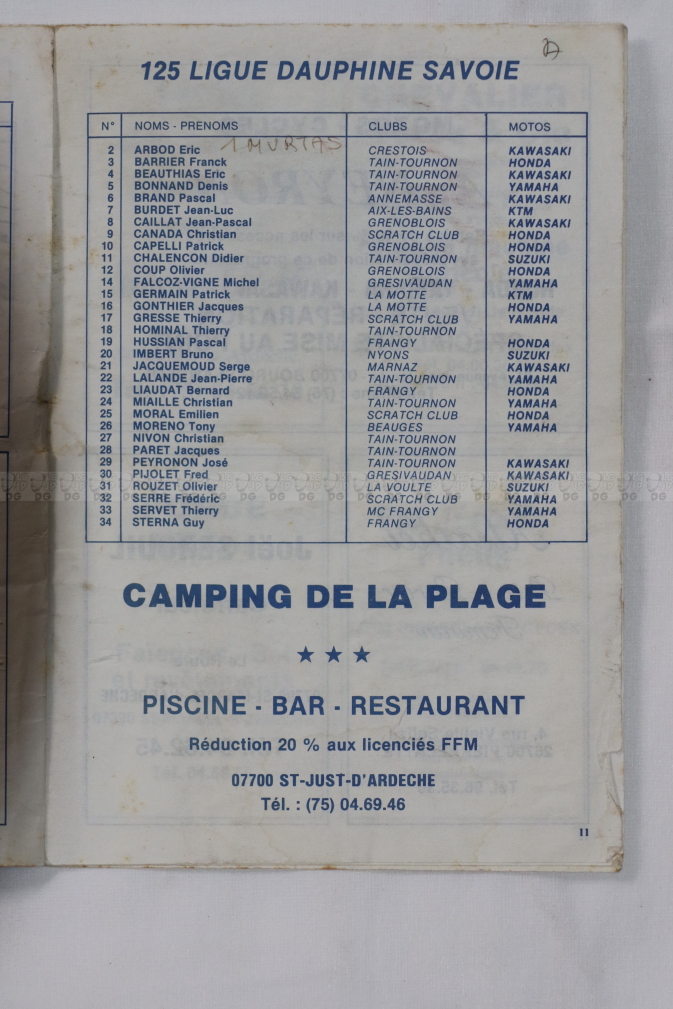 125 LIGUE DAUPHINE SAVOIE
N° NOMS - PRENOMS CLUBS MOTOS
1 MURTAS
2 ARBOD Eric CRESTOIS KAWASAKI
3 BARRIER Franck TAIN-TOURNON HONDA
4 BEAUTHIAS Eric TAIN-TOURNON KAWASAKI
5 BONNAND Denis TAIN-TOURNON YAMAHA
6 BRAND Pascal ANNEMASSE KAWASAKI
7 BURDET Jean-Luc AIX-LES-BAINS KTM
8 CAILLAT Jean-Pascal GRENOBLOIS KAWASAKI
9 CANADA Christian SCRATCH CLUB HONDA
10 CAPELLI Patrick GRENOBLOIS HONDA
11 CHALENCON Didier TAIN-TOURNON SUZUKI
12 COUP Olivier GRENOBLOIS HONDA
14 FALCOZ-VIGNE Michel GRESIVAUDAN YAMAHA
15 GERMAIN Patrick LA MOTTE KTM
16 GONTHIER Jacques LA MOTTE HONDA
17 GRESSE Thierry SCRATCH CLUB YAMAHA
18 HOMINAL Thierry TAIN-TOURNON
19 HUSSIAN Pascal FRANGY HONDA
20 IMBERT Bruno NYONS SUZUKI
21 JACQUEMOUD Serge MARNAZ KAWASAKI
22 LALANDE Jean-Pierre TAIN-TOURNON YAMAHA
23 LIAUDAT Bernard FRANGY HONDA
24 MIAILLE Christian TAIN-TOURNON YAMAHA
25 MORAL Emilien SCRATCH CLUB HONDA
26 MORENO Tony BEAUGES YAMAHA
27 NIVON Christian TAIN-TOURNON
28 PARET Jacques TAIN-TOURNON
29 PEYRONON José TAIN-TOURNON KAWASAKI
30 PIJOLET Fred GRESIVAUDAN KAWASAKI
31 ROUZET Olivier LA VOULTE SUZUKI
32 SERRE Frédéric SCRATCH CLUB YAMAHA
33 SERVET Thierry MC FRANGY YAMAHA
34 STERNA Guy FRANGY HONDA
CAMPING DE LA PLAGE
★ ★ ★
PISCINE - BAR - RESTAURANT
Réduction 20 % aux licenciés FFM
07700 ST-JUST-D'ARDECHE
Tél. : (75) 04.69.46
11